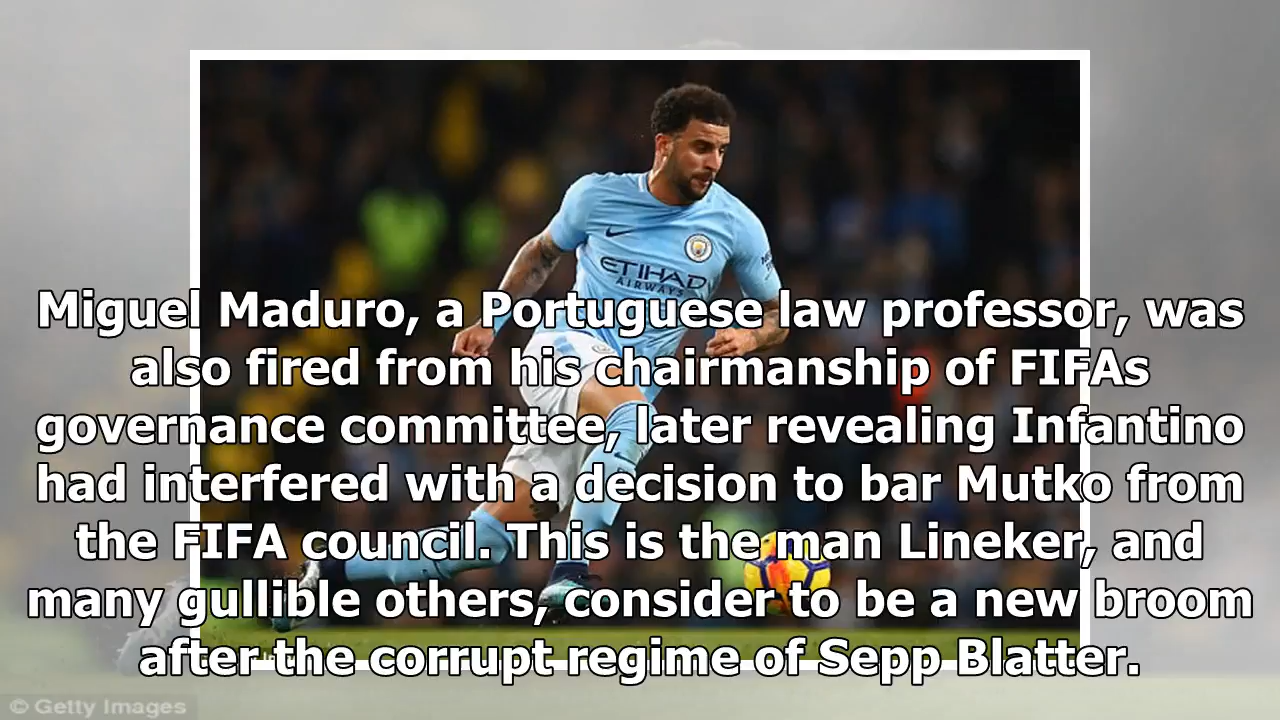 ETIHAD
AIRWAYS
Miguel Maduro, a Portuguese law professor, was
also fired from his chairmanship of FIFAs
governance committee, later revealing Infantino
had interfered with a decision to bar Mutko from
the FIFA council. This is the man Lineker, and
many gullible others, consider to be a new broom
after the corrupt regime of Sepp Blatter.
© Getty Images